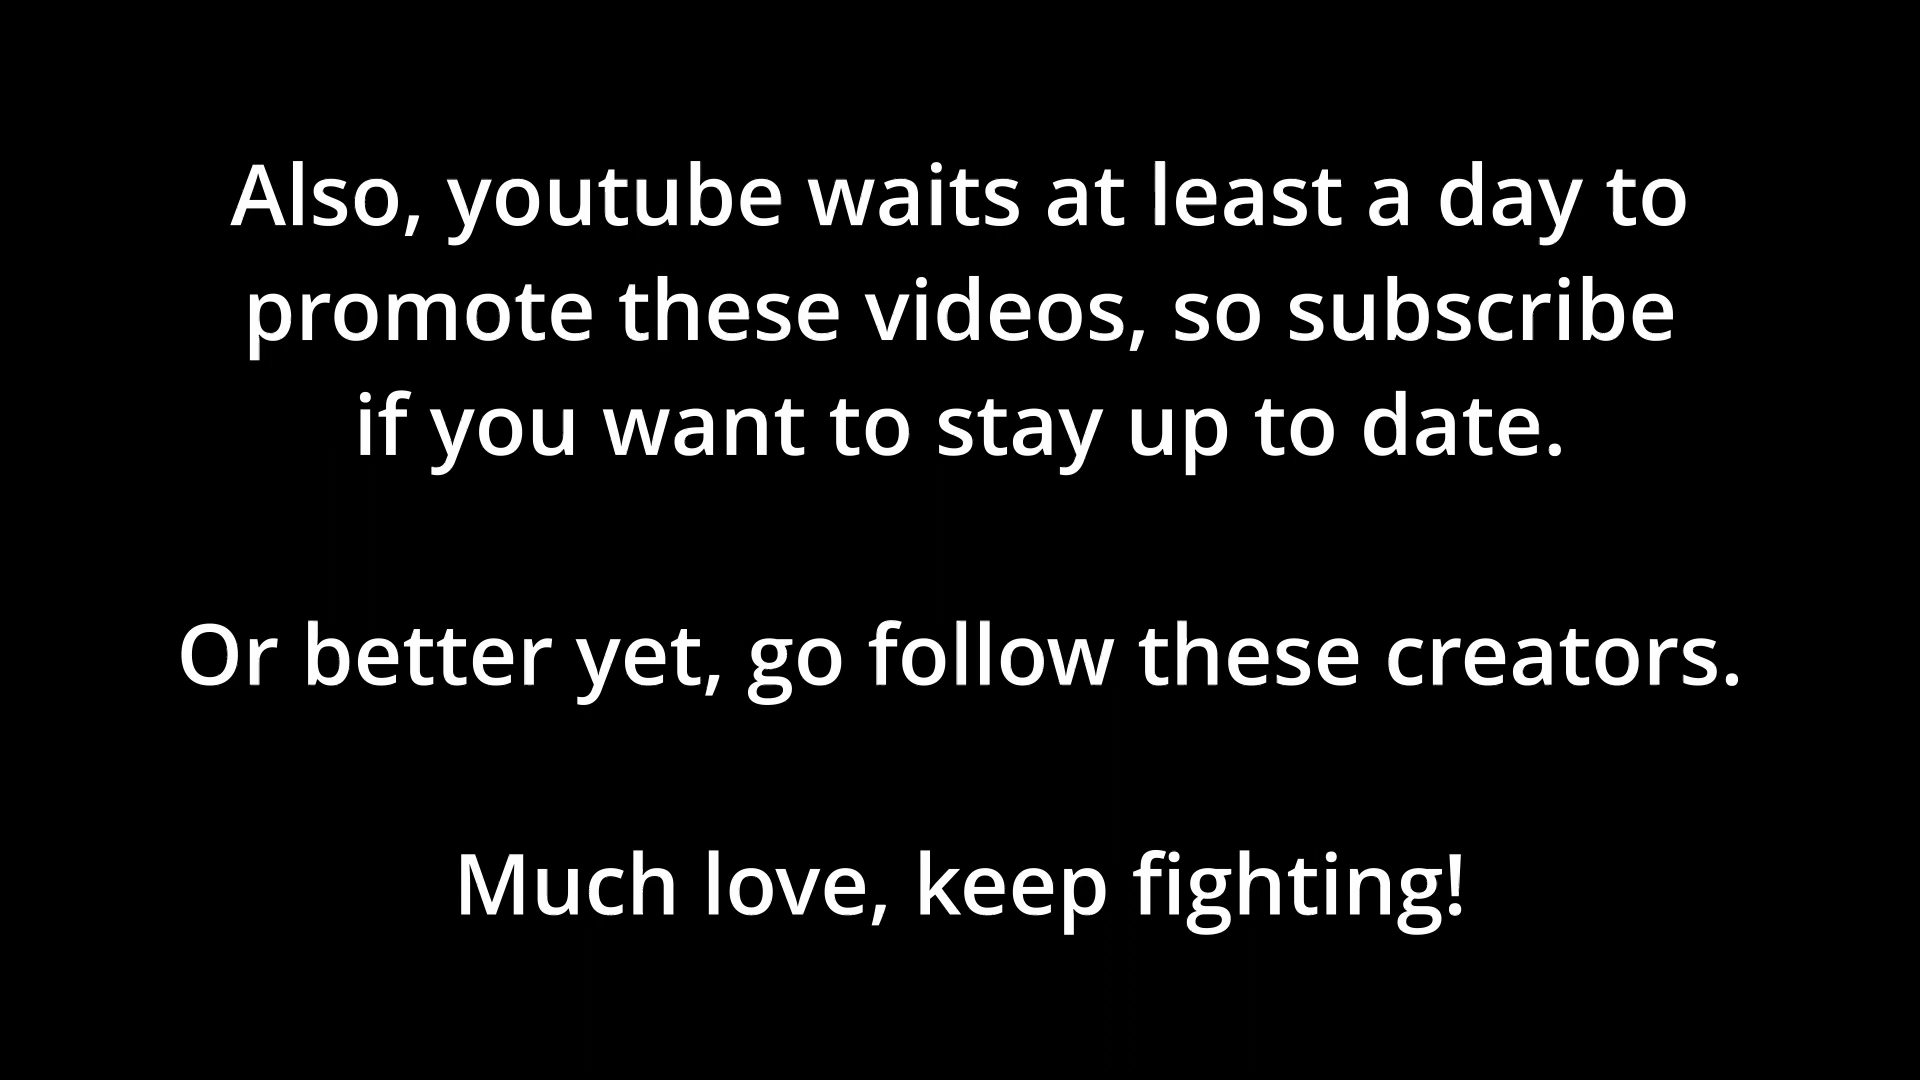 Also, youtube waits at least a day to
promote these videos, so subscribe
if you want to stay up to date.
Or better yet, go follow these creators.
Much love, keep fighting!